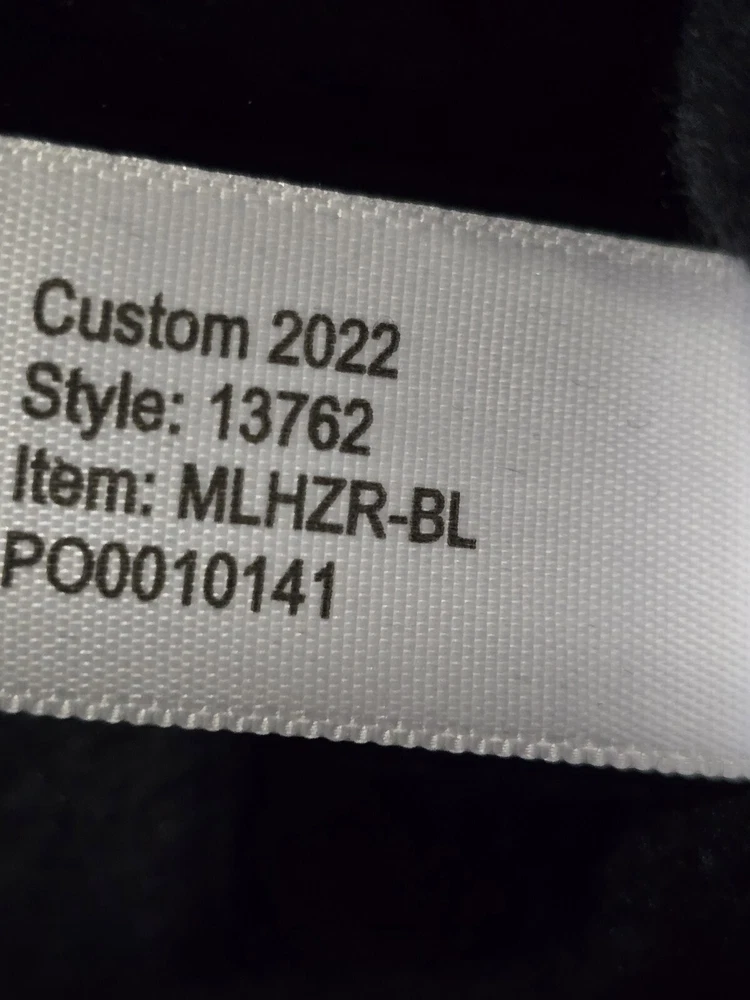 Custom 2022
Style: 13762
Item: MLHZR-BL
PO0010141